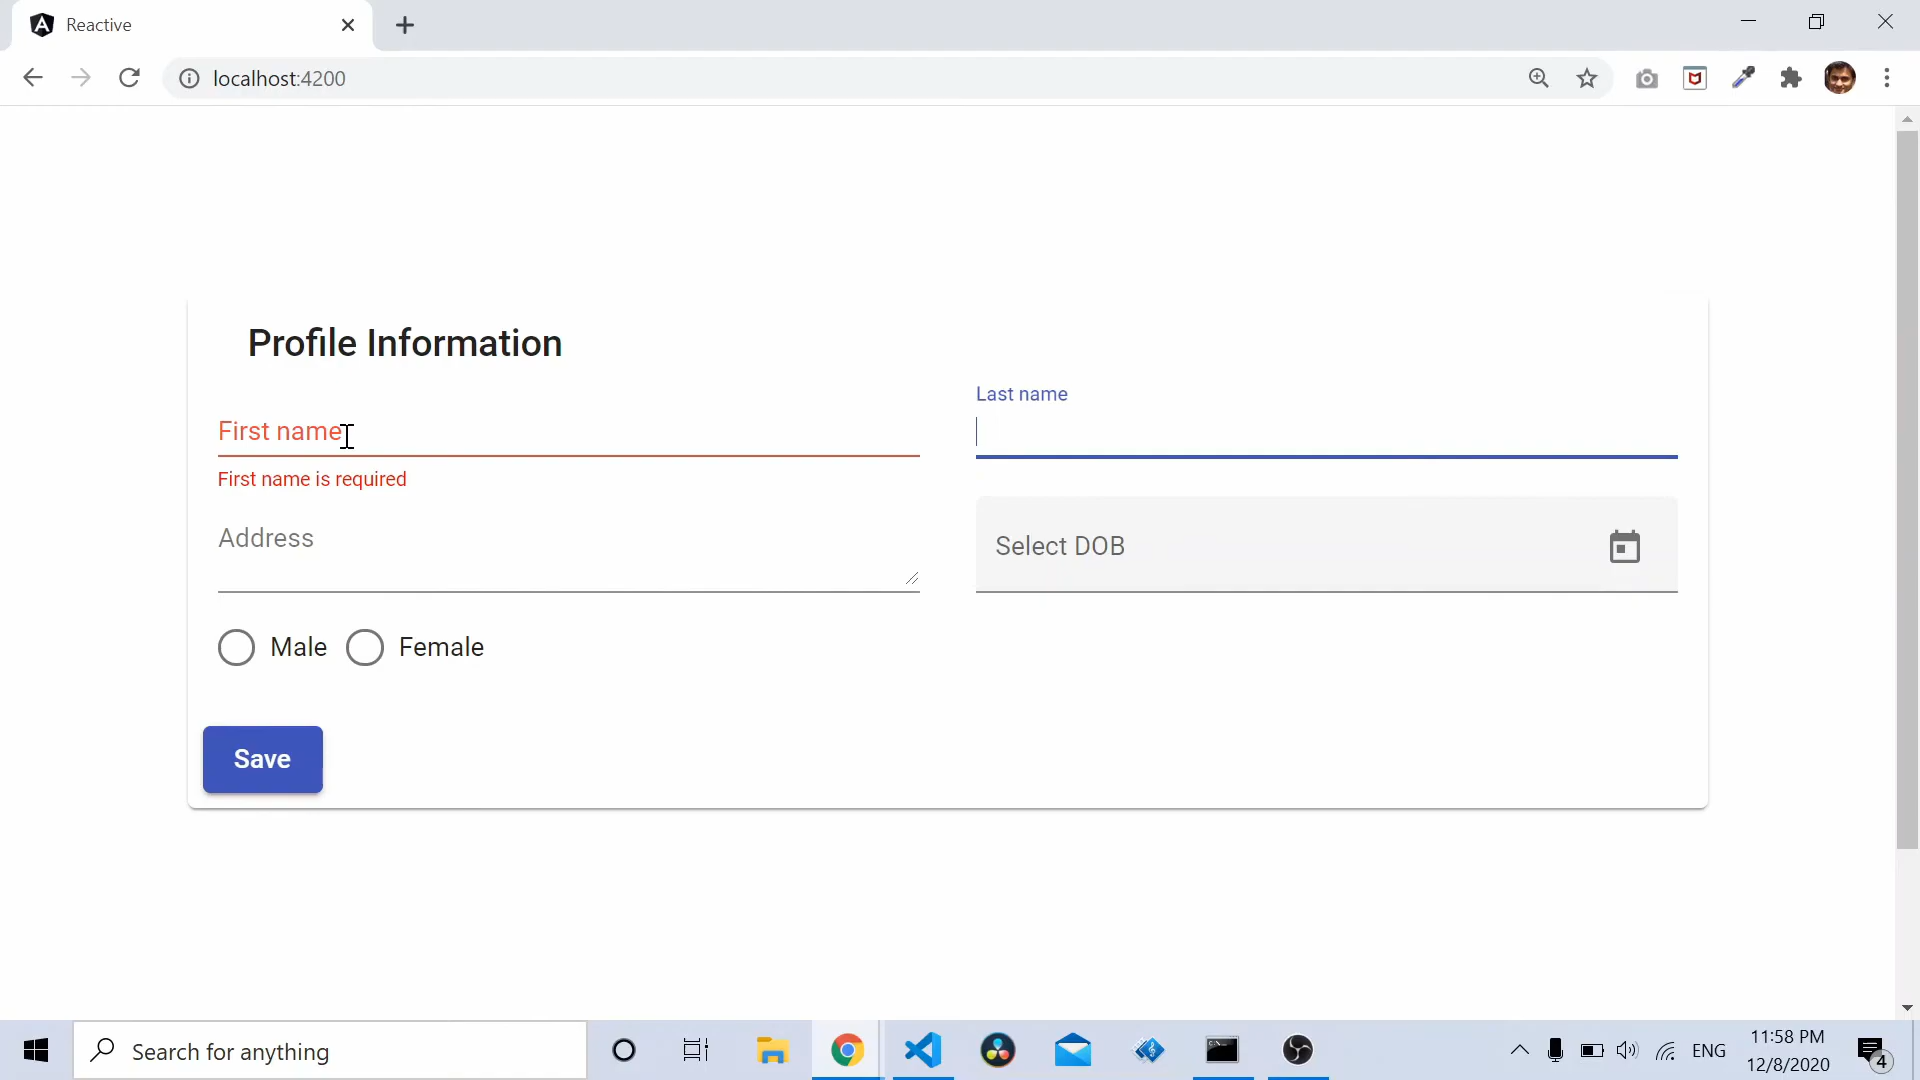 Reactive
localhost:4200
Profile Information
Last name
First name
First name is required
Address
Select DOB
Male Female
Save
Search for anything
ENG
11:58 PM
12/8/2020
4